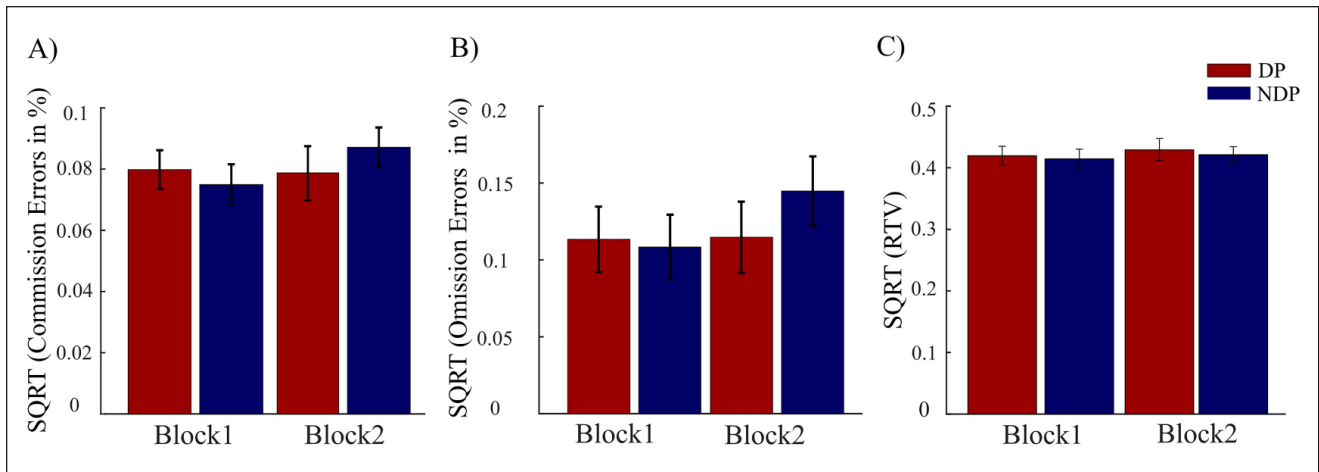 A)
SQRT (Commission Errors in %)
0.1
0.08
0.06
0.04
0.02
0
Block1
Block2
B)
SQRT (Omission Errors in %)
0.2
0.15
0.1
0.05
0
Block1
Block2
C)
DP
NDP
SQRT (RTV)
0.5
0.4
0.3
0.2
0.1
0
Block1
Block2